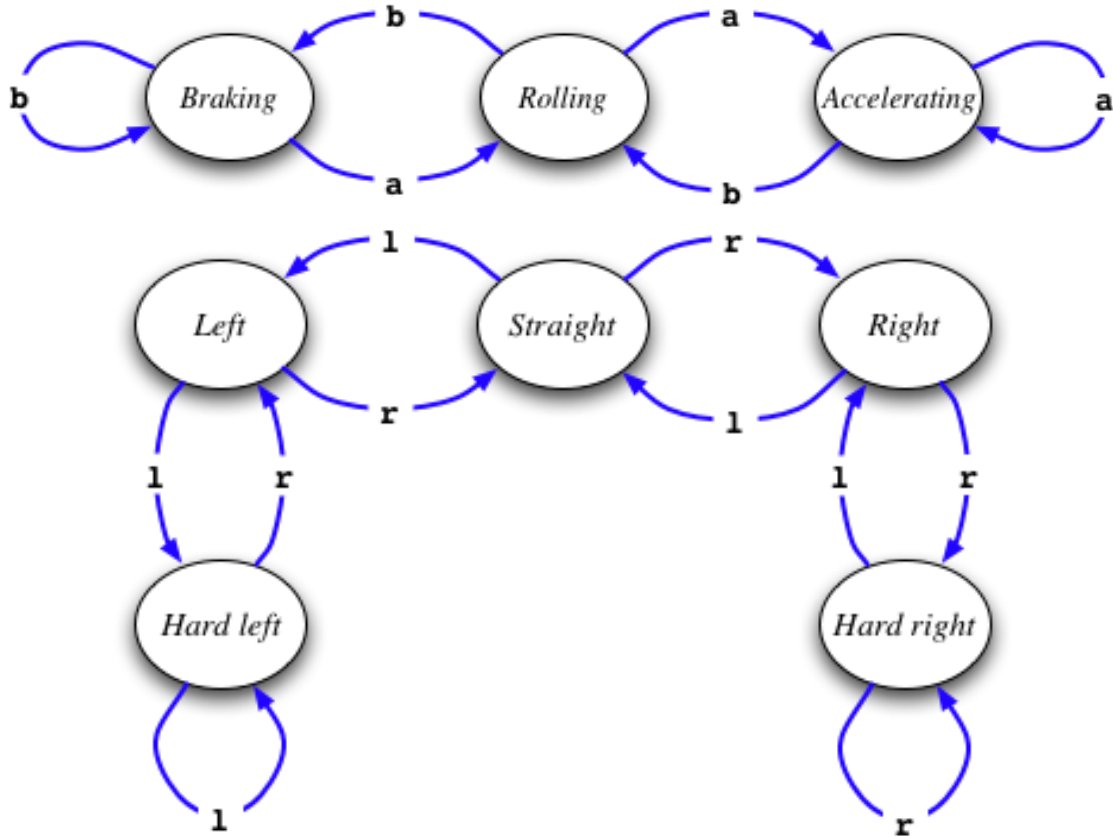 b a
b Braking Rolling Accelerating a
a b
l r
Left Straight Right
r l
l r l r
Hard left Hard right
l r